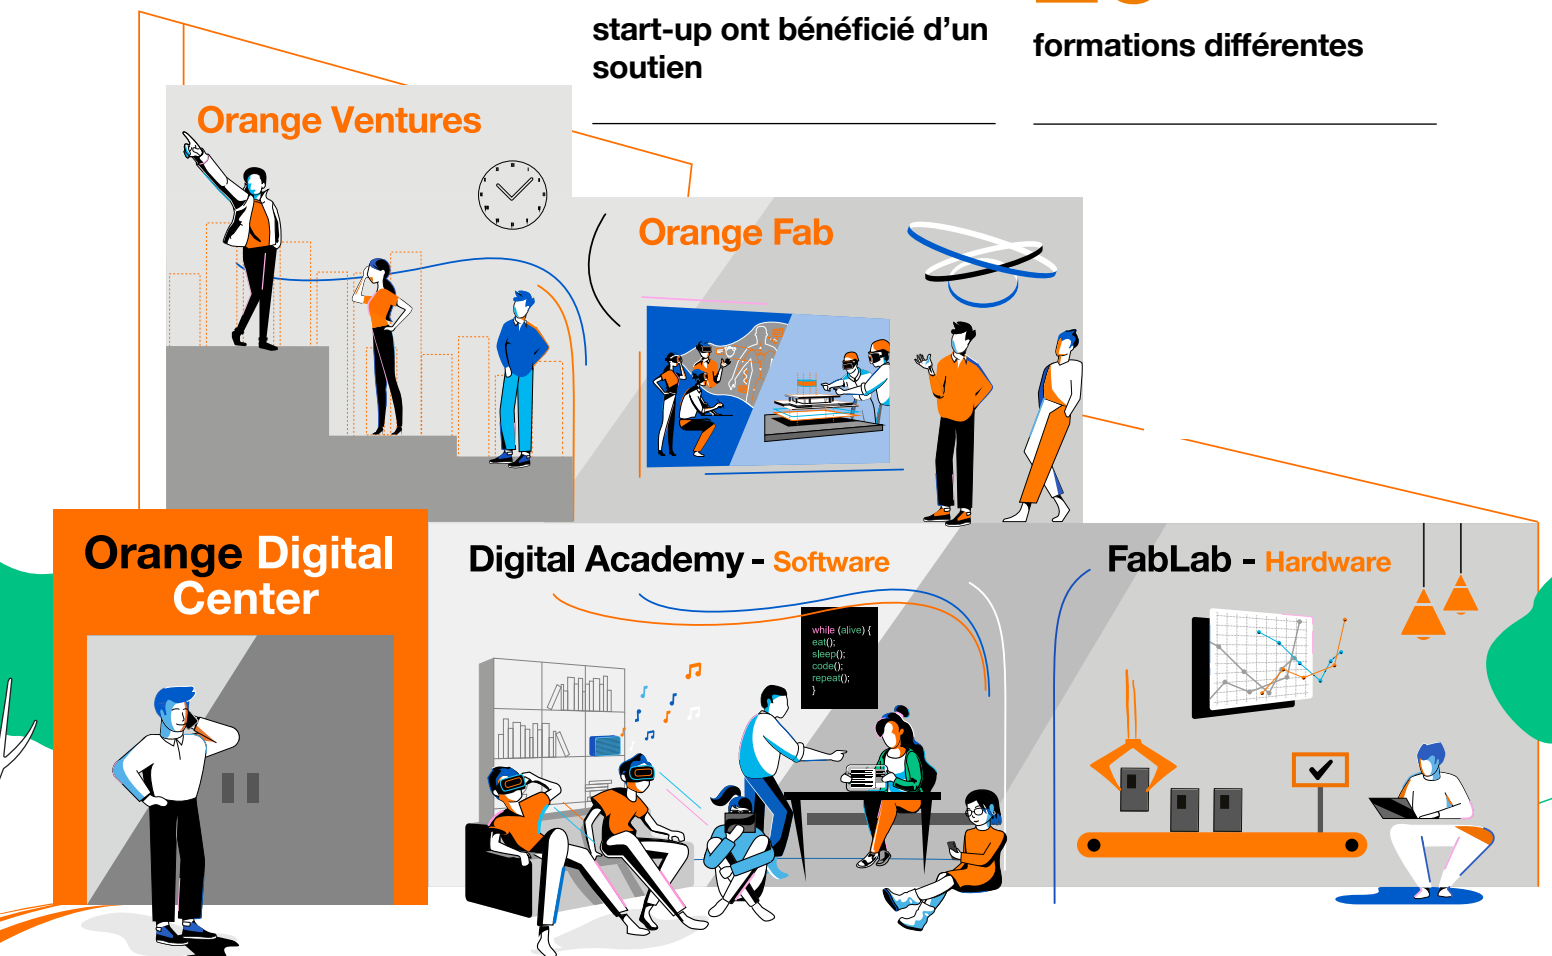 start-up ont bénéficié d’un
soutien
formations différentes
Orange Ventures
Orange Fab
Orange Digital
Center
Digital Academy - Software
while (alive) {
eat();
sleep();
code();
repeat();
}
FabLab - Hardware